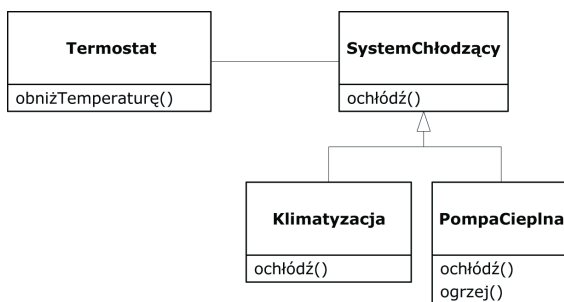 Termostat
obniżTemperaturę()
SystemChłodzący
ochłódź()
Klimatyzacja
ochłódź()
PompaCieplna
ochłódź()
ogrzej()